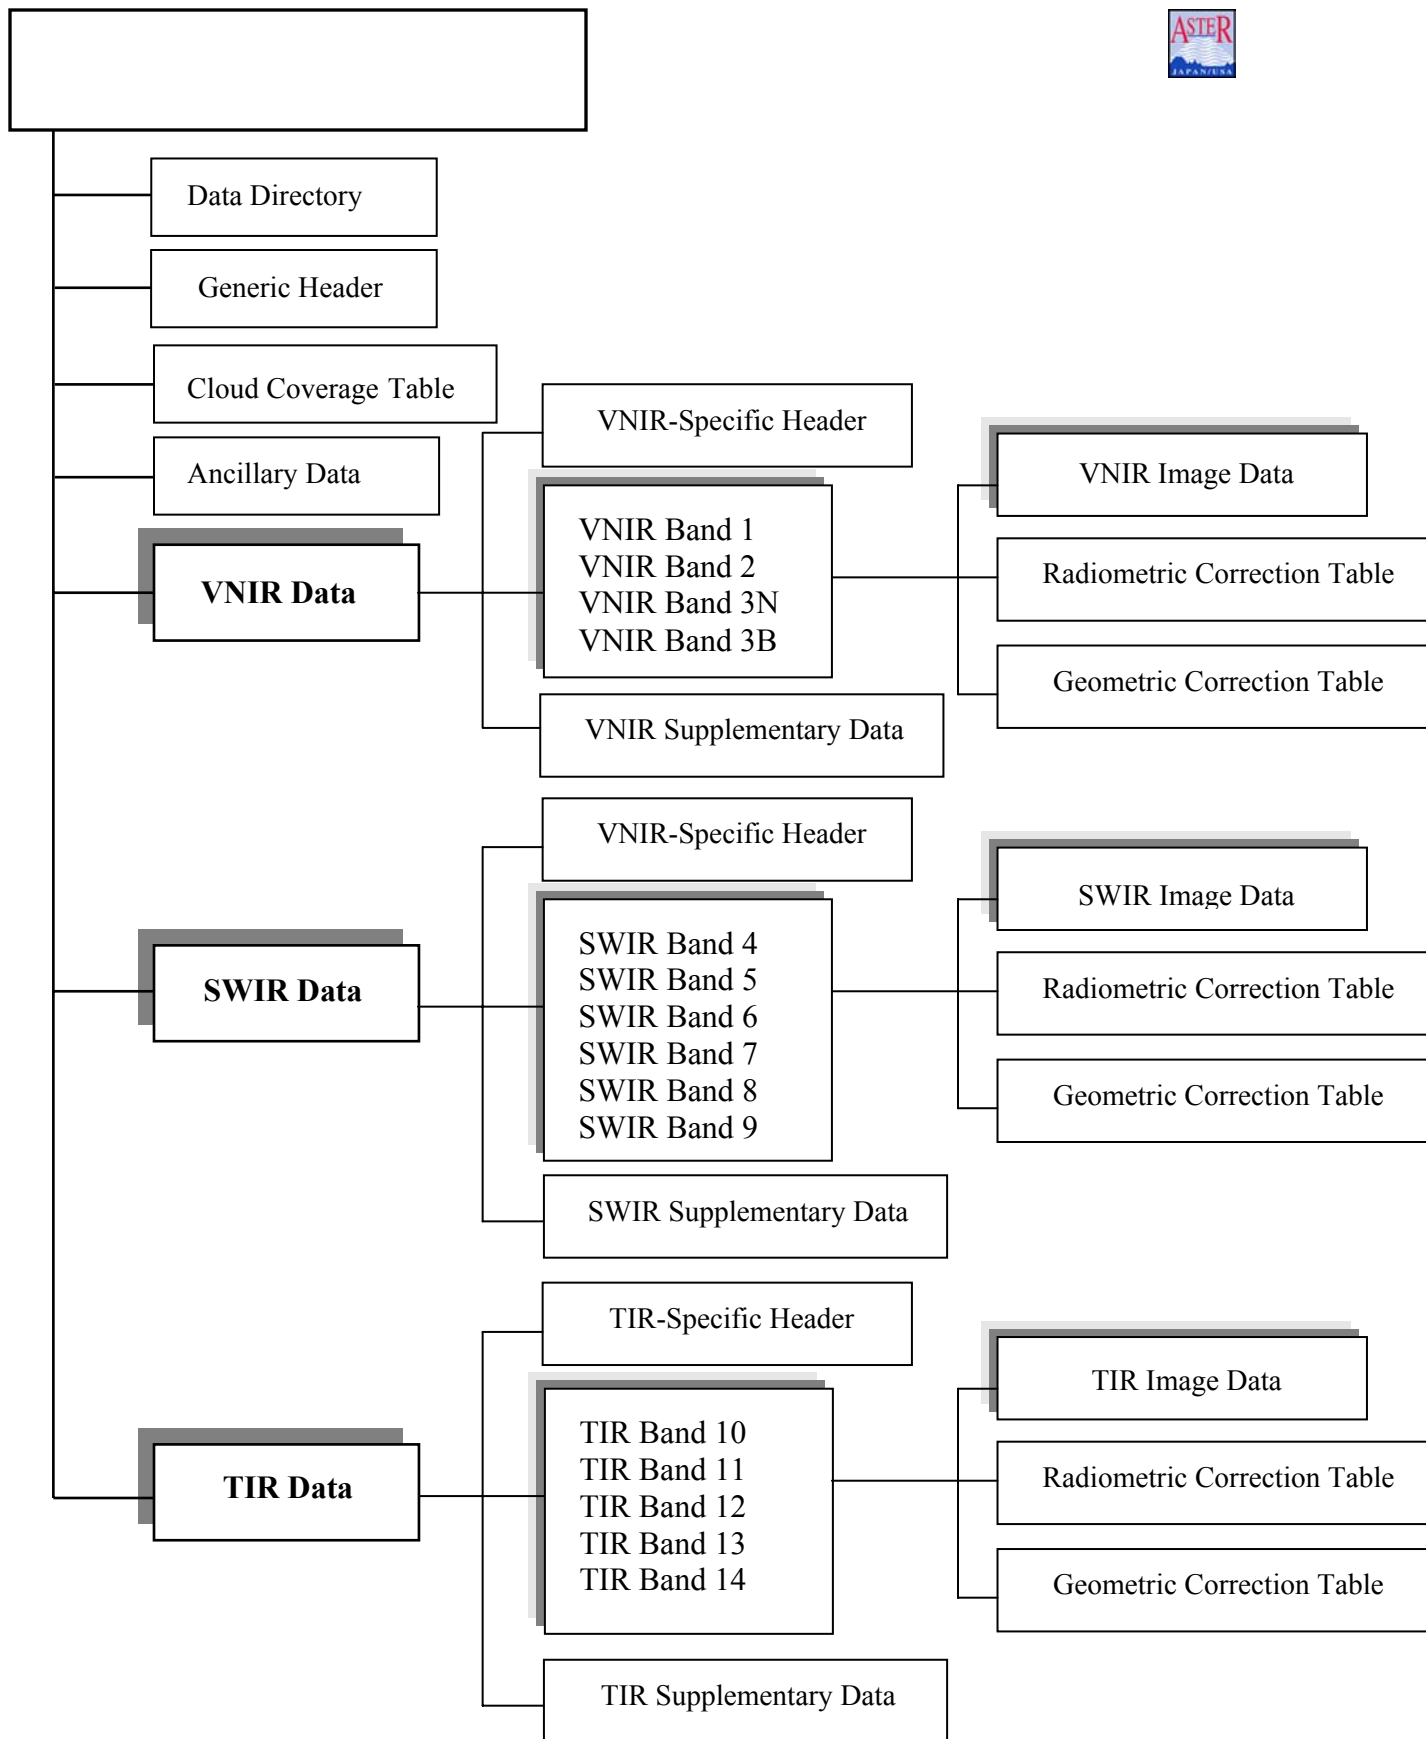 ASTER
JAPAN/USA
Data Directory
Generic Header
Cloud Coverage Table
Ancillary Data
VNIR Data
VNIR-Specific Header
VNIR Band 1
VNIR Band 2
VNIR Band 3N
VNIR Band 3B
VNIR Supplementary Data
VNIR Image Data
Radiometric Correction Table
Geometric Correction Table
SWIR Data
VNIR-Specific Header
SWIR Band 4
SWIR Band 5
SWIR Band 6
SWIR Band 7
SWIR Band 8
SWIR Band 9
SWIR Supplementary Data
SWIR Image Data
Radiometric Correction Table
Geometric Correction Table
TIR Data
TIR-Specific Header
TIR Band 10
TIR Band 11
TIR Band 12
TIR Band 13
TIR Band 14
TIR Supplementary Data
TIR Image Data
Radiometric Correction Table
Geometric Correction Table